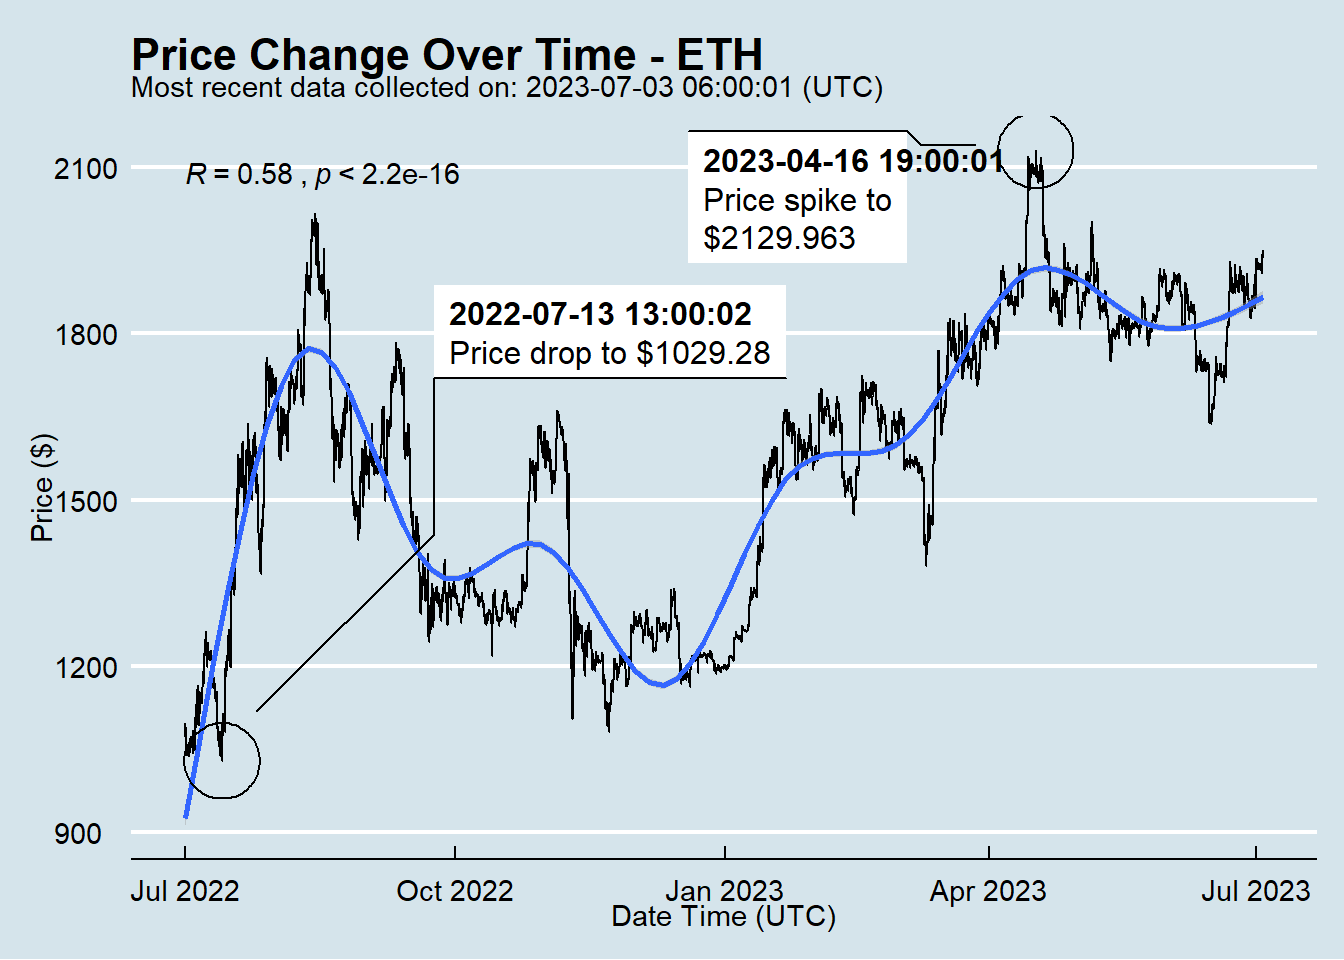 Price Change Over Time - ETH
Most recent data collected on: 2023-07-03 06:00:01 (UTC)
R = 0.58 , p < 2.2e-16
2023-04-16 19:00:01
Price spike to
$2129.963
2022-07-13 13:00:02
Price drop to $1029.28
Price ($)
2100
1800
1500
1200
900
Jul 2022
Oct 2022
Jan 2023
Apr 2023
Jul 2023
Date Time (UTC)